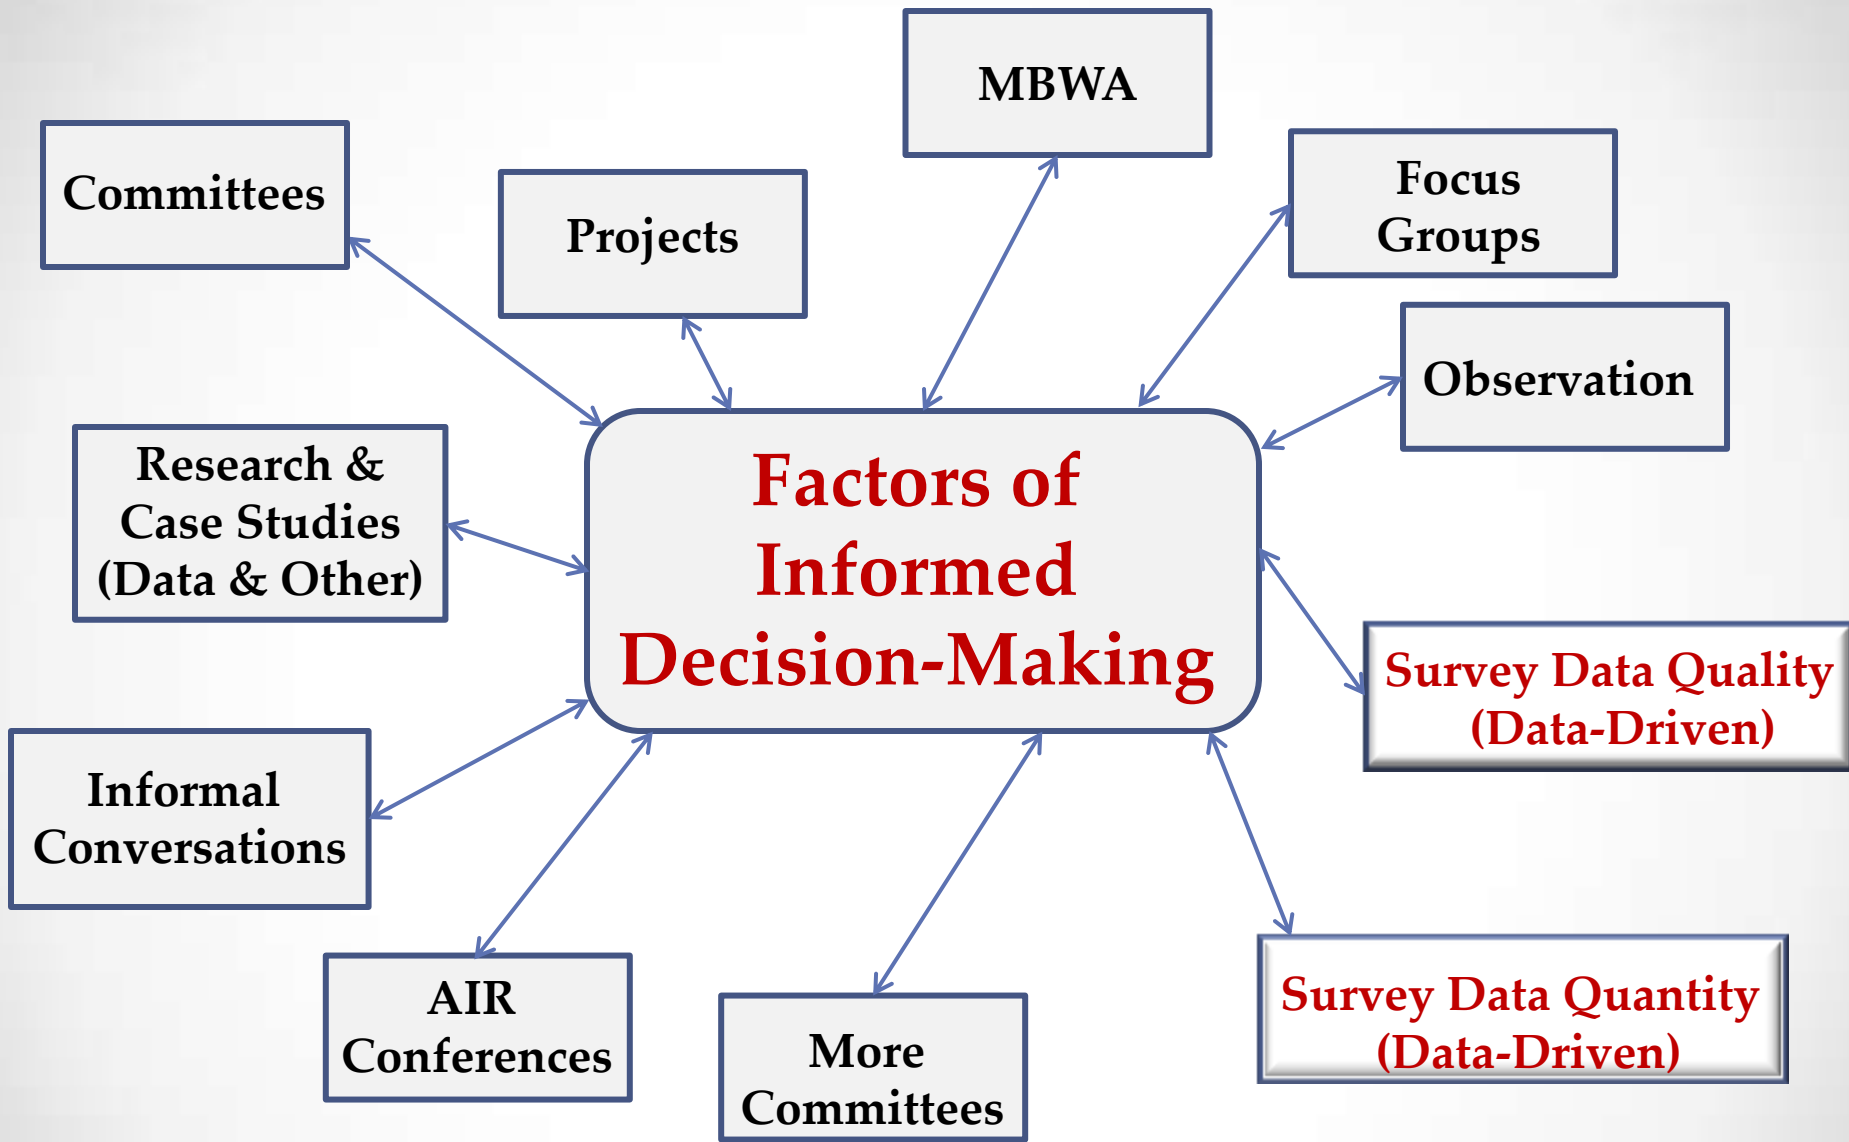 MBWA
Committees
Projects
Focus
Groups
Observation
Factors of
Informed
Decision-Making
Research &
Case Studies
(Data & Other)
Survey Data Quality
(Data-Driven)
Informal
Conversations
AIR
Conferences
More
Committees
Survey Data Quantity
(Data-Driven)